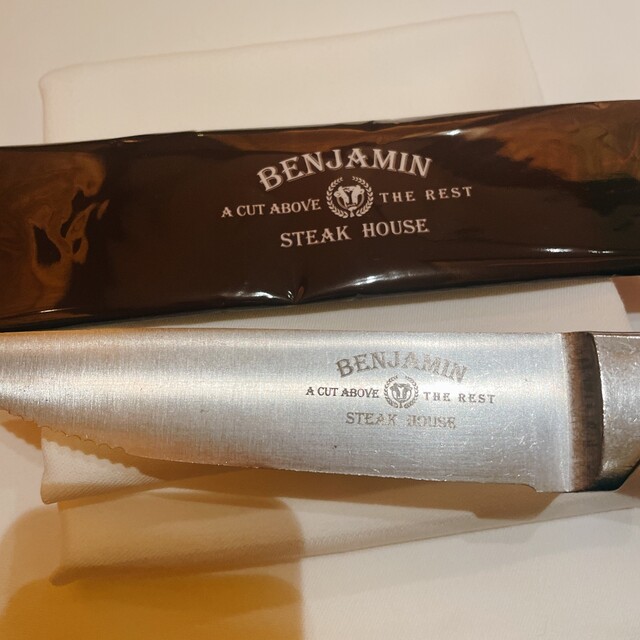 BENJAMIN
A CUT ABOVE THE REST
STEAK HOUSE
BENJAMIN
A CUT ABOVE THE REST
STEAK HOUSE